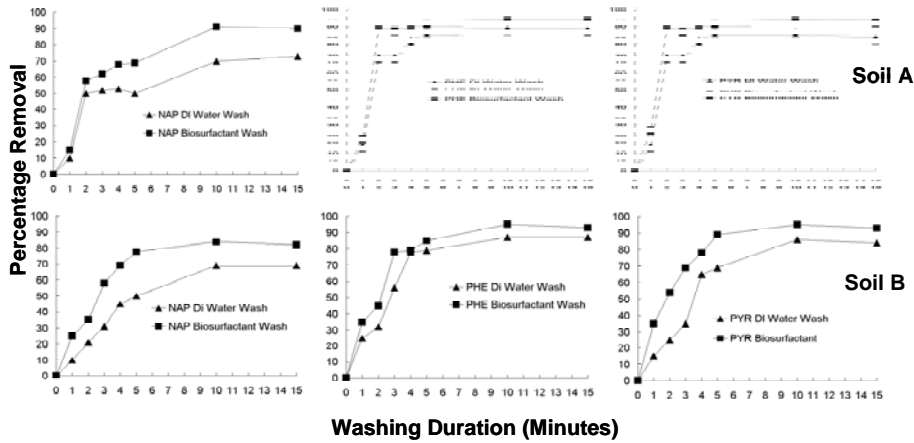 Percentage Removal
100
90
80
70
60
50
40
30
20
10
0
NAP DI Water Wash
NAP Biosurfactant Wash
0 1 2 3 4 5 6 7 8 9 10 11 12 13 14 15
Soil A
100
90
80
70
60
50
40
30
20
10
0
NAP Di Water Wash
NAP Biosurfactant Wash
0 1 2 3 4 5 6 7 8 9 10 11 12 13 14 15
100
90
80
70
60
50
40
30
20
10
0
PHE Di Water Wash
PHE Biosurfactant Wash
0 1 2 3 4 5 6 7 8 9 10 11 12 13 14 15
100
90
80
70
60
50
40
30
20
10
0
PYR DI Water Wash
PYR Biosurfactant
0 1 2 3 4 5 6 7 8 9 10 11 12 13 14 15
Soil B
Washing Duration (Minutes)